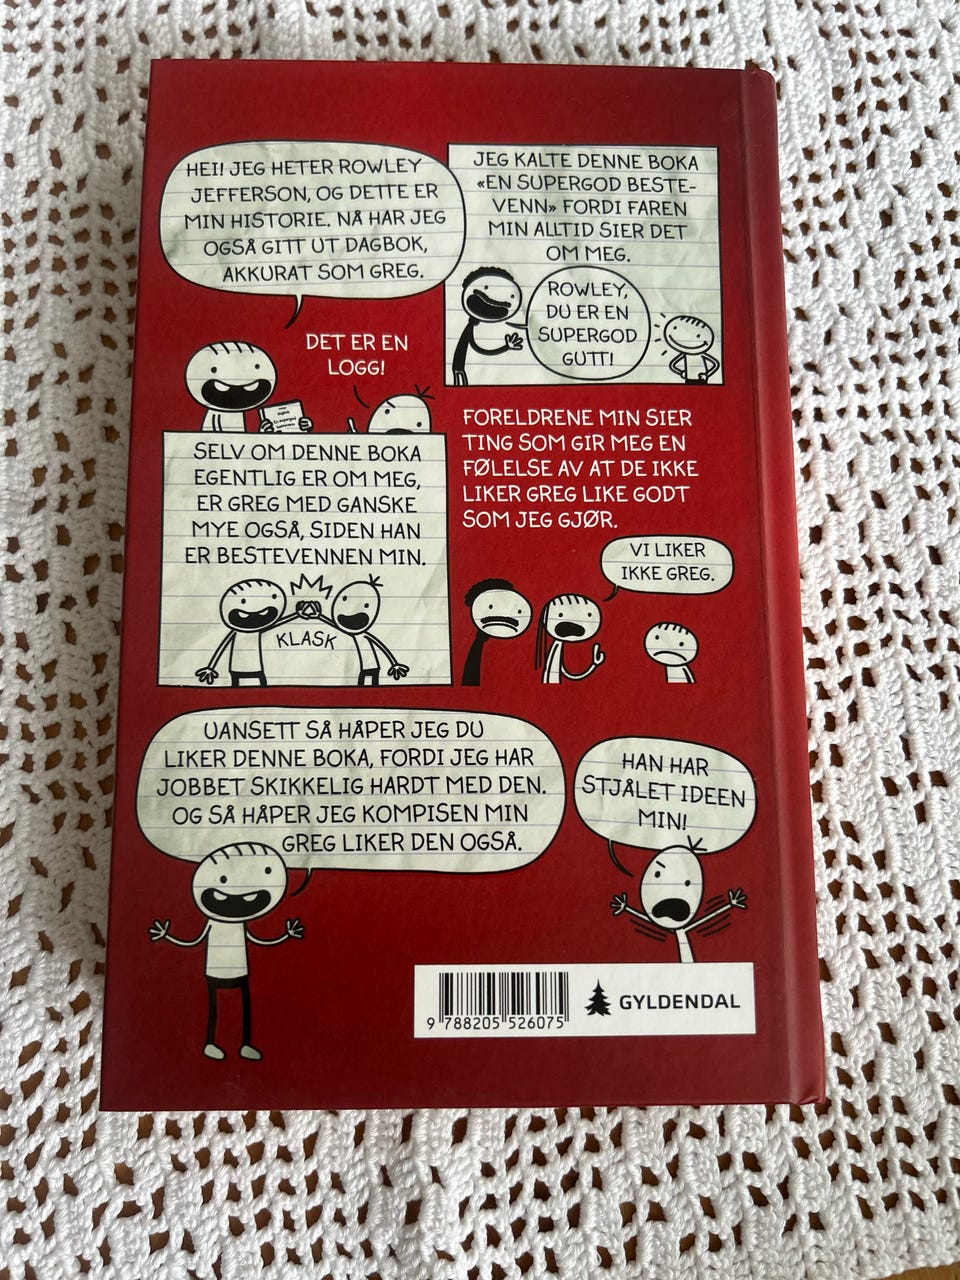 HEI! JEG HETER ROWLEY
JEFFERSON, OG DETTE ER
MIN HISTORIE. NÅ HAR JEG
OGSÅ GITT UT DAGBOK,
AKKURAT SOM GREG.
DET ER EN
LOGG!
JEG KALTE DENNE BOKA
«EN SUPERGOD BESTE-
VENN» FORDI FAREN
MIN ALLTID SIER DET
OM MEG.
ROWLEY,
DU ER EN
SUPERGOD
GUTT!
SELV OM DENNE BOKA
EGENTLIG ER OM MEG,
ER GREG MED GANSKE
MYE OGSÅ, SIDEN HAN
ER BESTEVENNEN MIN.
KLASK
FORELDRENE MIN SIER
TING SOM GIR MEG EN
FØLELSE AV AT DE IKKE
LIKER GREG LIKE GODT
SOM JEG GJØR.
VI LIKER
IKKE GREG.
UANSETT SÅ HÅPER JEG DU
LIKER DENNE BOKA, FORDI JEG HAR
JOBBET SKIKKELIG HARDT MED DEN.
OG SÅ HÅPER JEG KOMPISEN MIN
GREG LIKER DEN OGSÅ.
HAN HAR
STJÅLET IDEEN
MIN!
9 788205 526075
GYLDENDAL